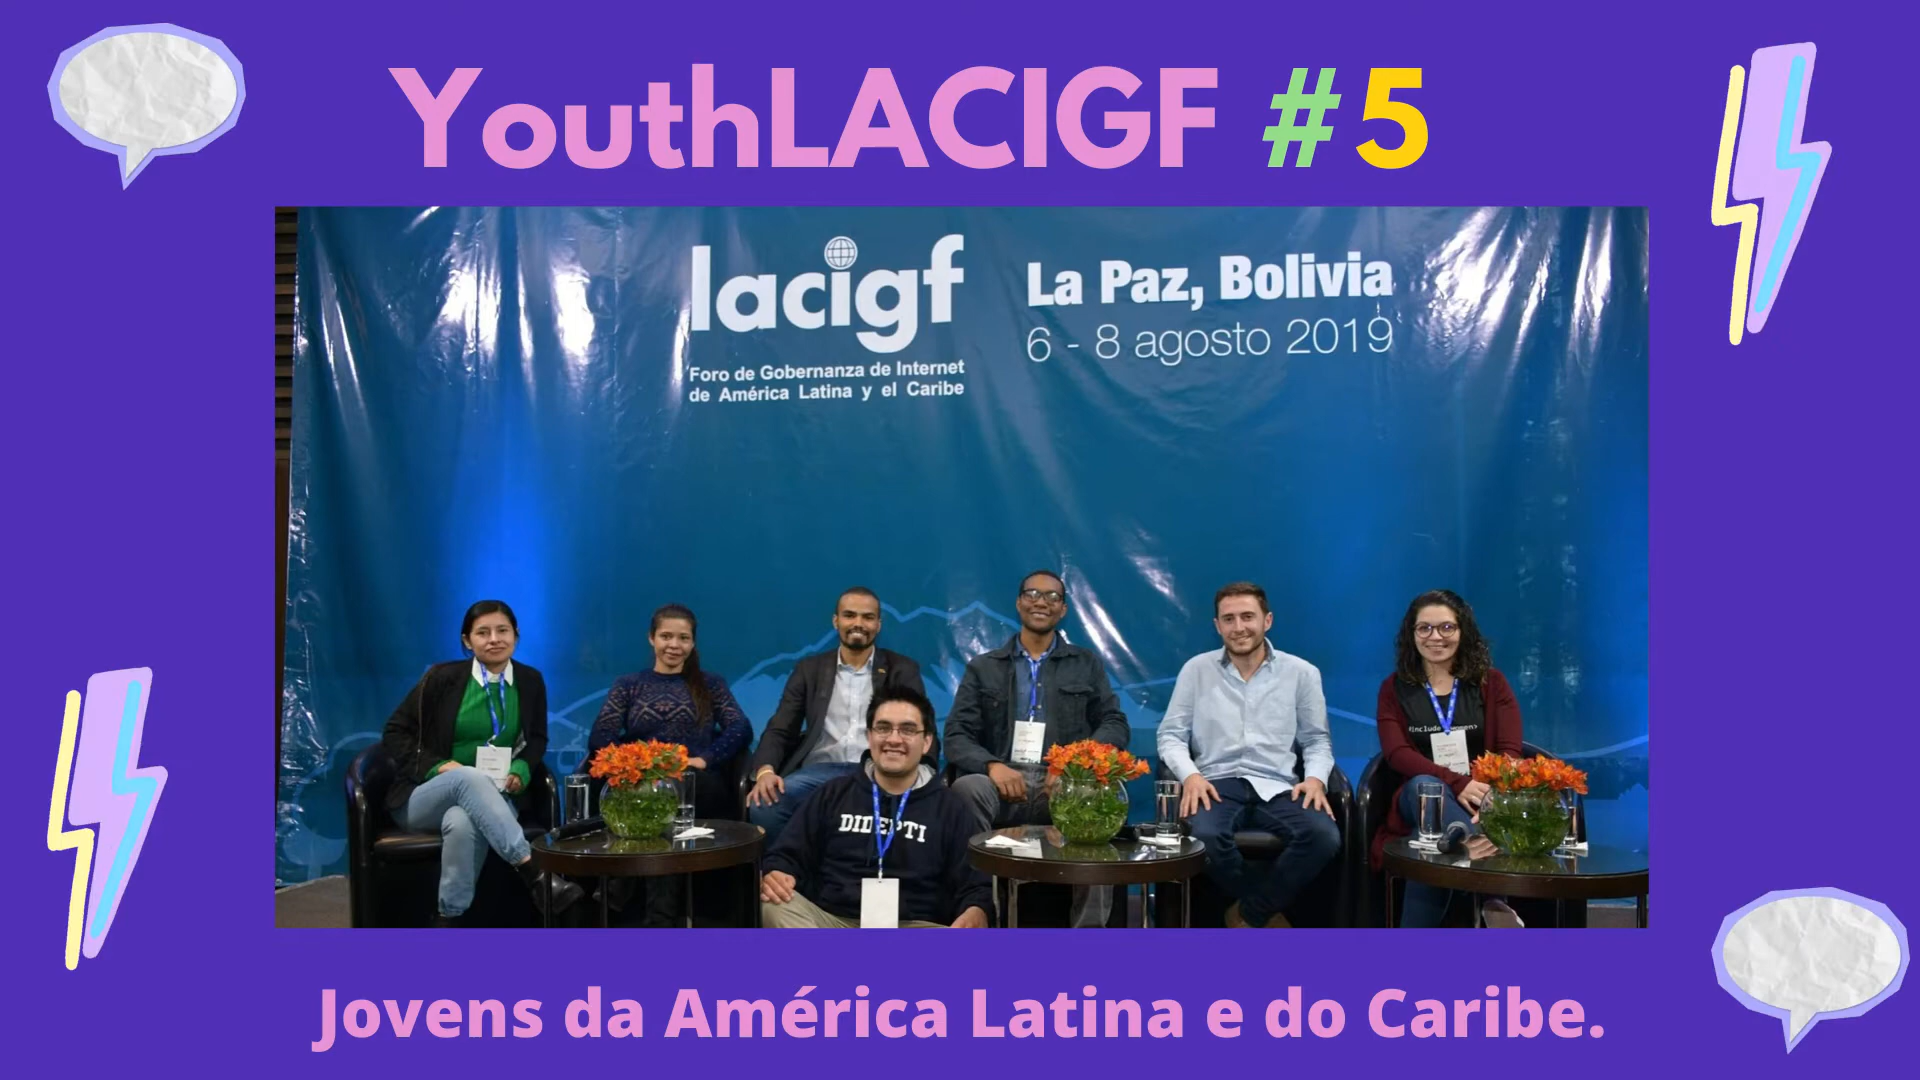 YouthLACIGF #5
lacigf
La Paz, Bolivia
6 - 8 agosto 2019
Foro de Gobernanza de Internet
de América Latina y el Caribe
DIDEPTI
Jovens da América Latina e do Caribe.